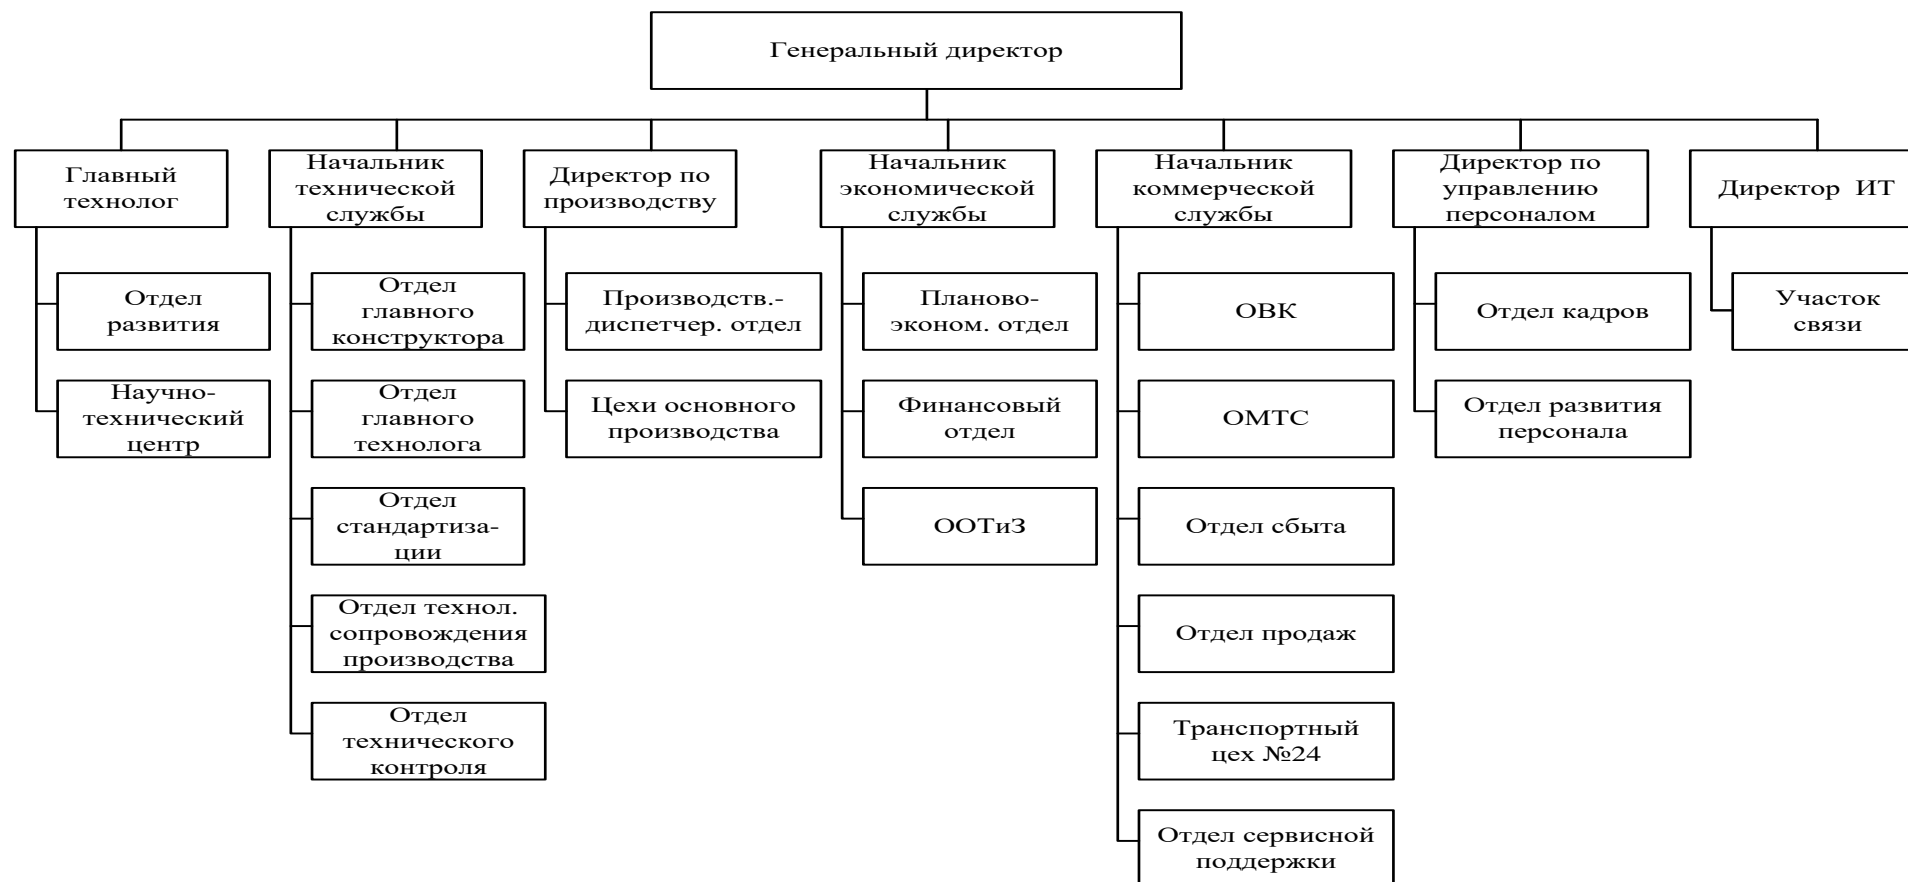 Генеральный директор
Главный
технолог
Начальник
технической
службы
Директор по
производству
Начальник
экономической
службы
Начальник
коммерческой
службы
Директор по
управлению
персоналом
Директор  ИТ
Отдел
развития
Научно-
технический
центр
Отдел
главного
конструктора
Отдел
главного
технолога
Отдел
стандартиза-
ции
Отдел технол.
сопровождения
производства
Отдел
технического
контроля
Производств.-
диспетчер. отдел
Цехи основного
производства
Планово-
эконом. отдел
Финансовый
отдел
ООТиЗ
ОВК
ОМТС
Отдел сбыта
Отдел продаж
Транспортный
цех №24
Отдел сервисной
поддержки
Отдел кадров
Отдел развития
персонала
Участок
связи